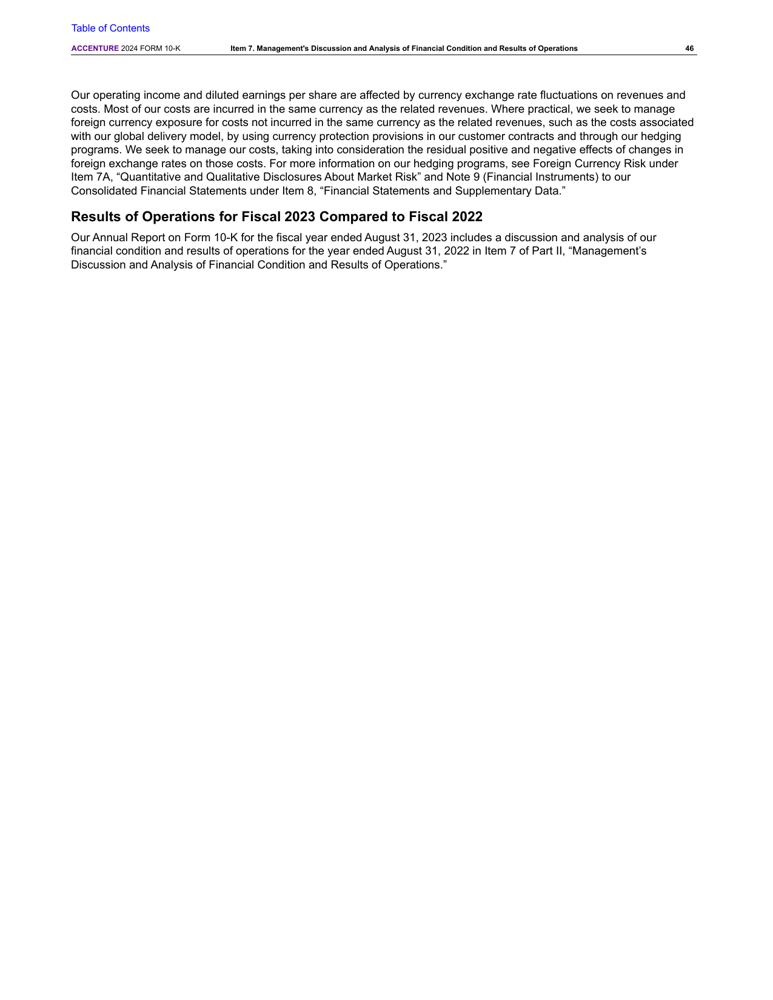 Table of Contents
ACCENTURE 2024 FORM 10-K Item 7. Management's Discussion and Analysis of Financial Condition and Results of Operations 46
Our operating income and diluted earnings per share are affected by currency exchange rate fluctuations on revenues and
costs. Most of our costs are incurred in the same currency as the related revenues. Where practical, we seek to manage
foreign currency exposure for costs not incurred in the same currency as the related revenues, such as the costs associated
with our global delivery model, by using currency protection provisions in our customer contracts and through our hedging
programs. We seek to manage our costs, taking into consideration the residual positive and negative effects of changes in
foreign exchange rates on those costs. For more information on our hedging programs, see Foreign Currency Risk under
Item 7A, “Quantitative and Qualitative Disclosures About Market Risk” and Note 9 (Financial Instruments) to our
Consolidated Financial Statements under Item 8, “Financial Statements and Supplementary Data.”
Results of Operations for Fiscal 2023 Compared to Fiscal 2022
Our Annual Report on Form 10-K for the fiscal year ended August 31, 2023 includes a discussion and analysis of our
financial condition and results of operations for the year ended August 31, 2022 in Item 7 of Part II, “Management’s
Discussion and Analysis of Financial Condition and Results of Operations.”